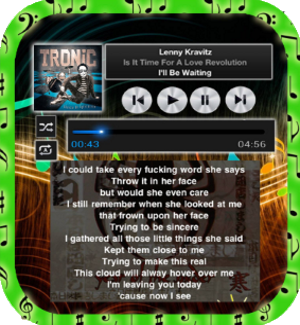 TRONIC
Lenny Kravitz
Is It Time For A Love Revolution
I'll Be Waiting
00:43
04:56
I could take every fucking word she says
Throw it in her face
but would she even care
I still remember when she looked at me
that frown upon her face
Trying to be sincere
I gathered all those little things she said
Kept them close to me
Trying to make this real
This cloud will alway hover over me
I'm leaving you today
'cause now I see